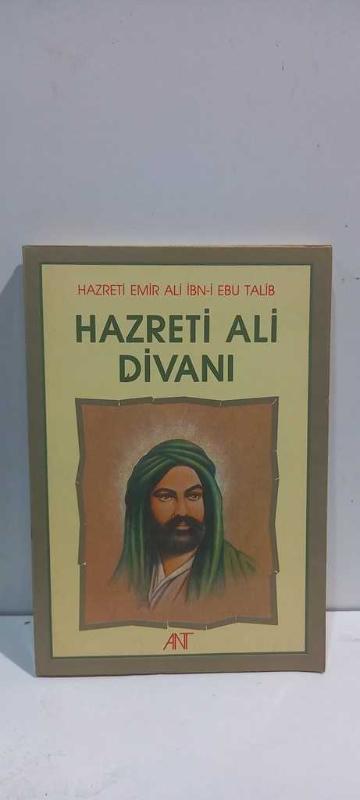 HAZRETİ EMİR ALİ İBN-İ EBU TALİB
HAZRETİ ALİ
DİVANI
ANT